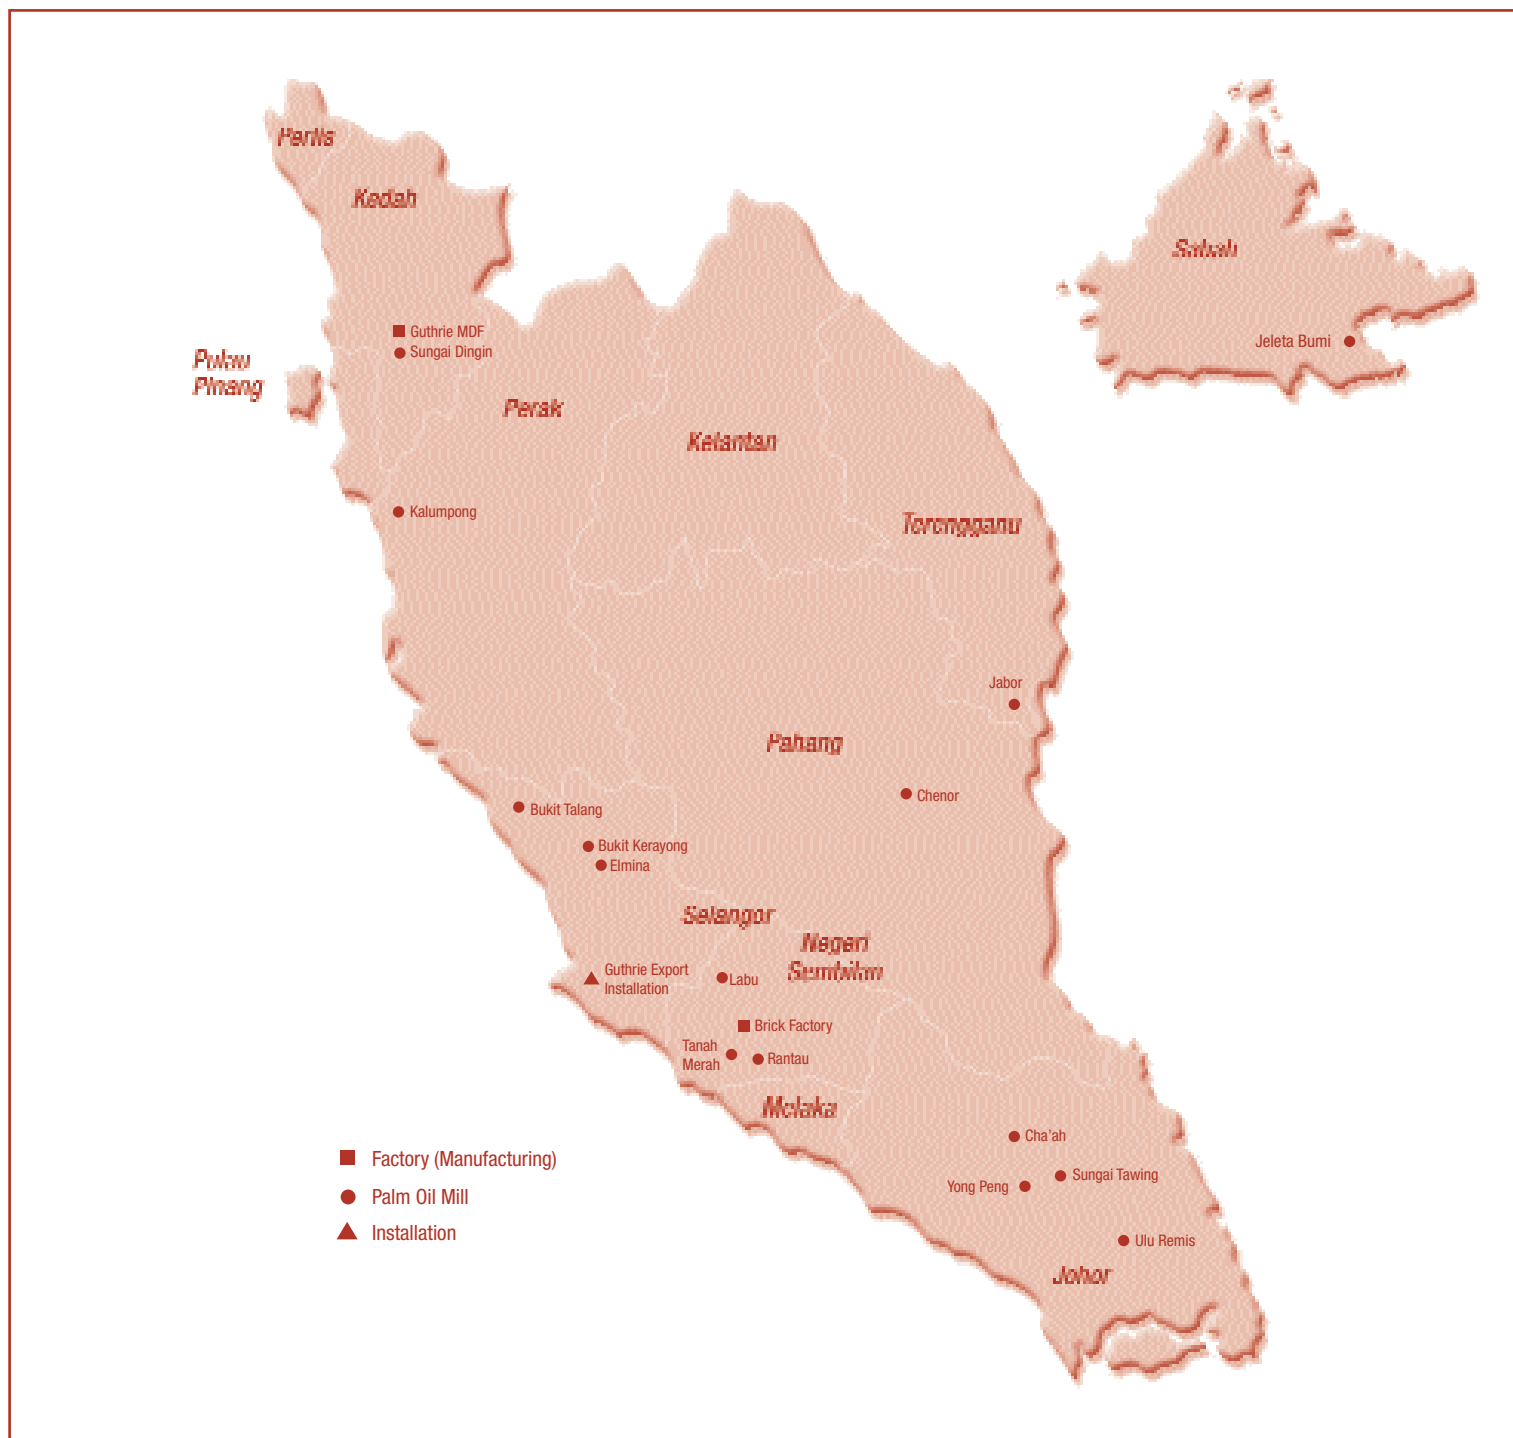 Perlis
Kedah
Sabah
Guthrie MDF
Sungai Dingin
Jeleta Bumi
Pulau
Pinang
Perak
Kelantan
Kalumpong
Terengganu
Jabor
Pahang
Chenor
Bukit Talang
Bukit Kerayong
Elmina
Selangor
Negeri
Sembilan
Guthrie Export
Installation
Labu
Brick Factory
Tanah
Merah
Rantau
Melaka
Cha'ah
Sungai Tawing
Yong Peng
Ulu Remis
Johor
Factory (Manufacturing)
Palm Oil Mill
Installation